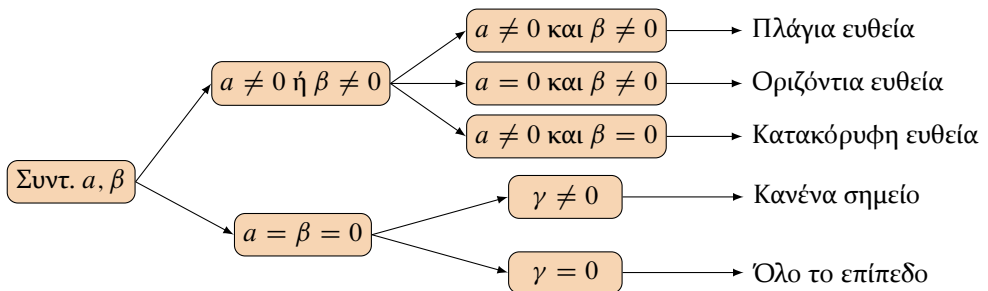 a ≠ 0 και β ≠ 0 Πλάγια ευθεία
a ≠ 0 ή β ≠ 0 a = 0 και β ≠ 0 Οριζόντια ευθεία
a ≠ 0 και β = 0 Κατακόρυφη ευθεία
Συντ. a, β
γ ≠ 0 Κανένα σημείο
a = β = 0
γ = 0 Όλο το επίπεδο